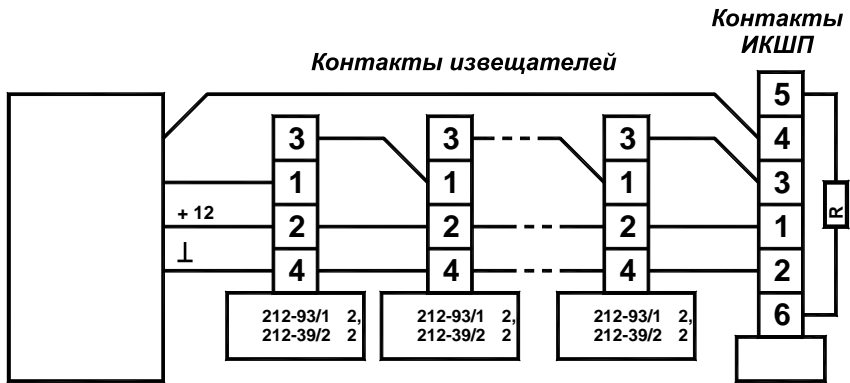 Контакты
ИКШП
Контакты извещателей
5
3 3 3 4
1 1 1 3
+ 12 2 2 2 1 R
⊥ 4 4 4 2
6
212-93/1 2, 212-93/1 2, 212-93/1 2,
212-39/2 2 212-39/2 2 212-39/2 2